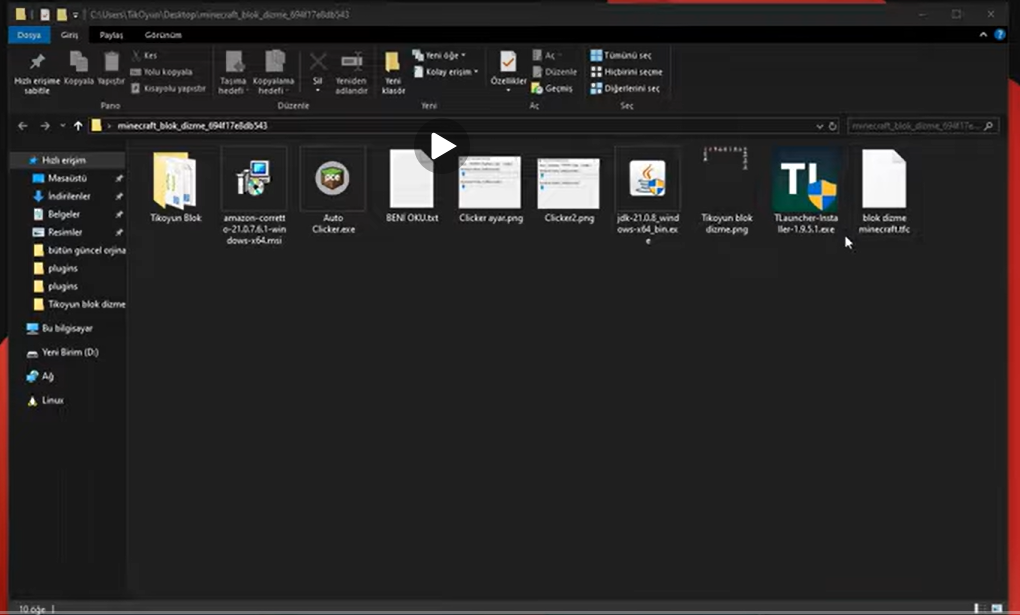 C:\Users\TikOyun\Desktop\minecraft_blok_dizme_694f17e8db543
Dosya
Giriş
Paylaş
Görünüm
Hızlı erişime sabitle
Kopyala
Yapıştır
Kes
Yolu kopyala
Kısayolu yapıştır
Pano
Taşıma hedefi
Kopyalama hedefi
Sil
Yeniden adlandır
Düzenle
Yeni klasör
Yeni öğe
Kolay erişim
Yeni
Özellikler
Aç
Düzenle
Geçmiş
Aç
Tümünü seç
Hiçbirini seçme
Diğerlerini seç
Seç
minecraft_blok_dizme_694f17e8db543
minecraft_blok_dizme_694f17e...
Hızlı erişim
Masaüstü
İndirilenler
Belgeler
Resimler
bütün güncel orjina
plugins
plugins
Tikoyun blok dizme
Bu bilgisayar
Yeni Birim (D:)
Ağ
Linux
Tikoyun Blok
amazon-corretto-21.0.7.6.1-windows-x64.msi
Auto Clicker.exe
BENİ OKU.txt
Clicker ayar.png
Clicker2.png
jdk-21.0.8_windows-x64_bin.exe
Tikoyun blok dizme.png
TLauncher-Installer-1.9.5.1.exe
blok dizme minecraft.tfc
TL
10 öğe